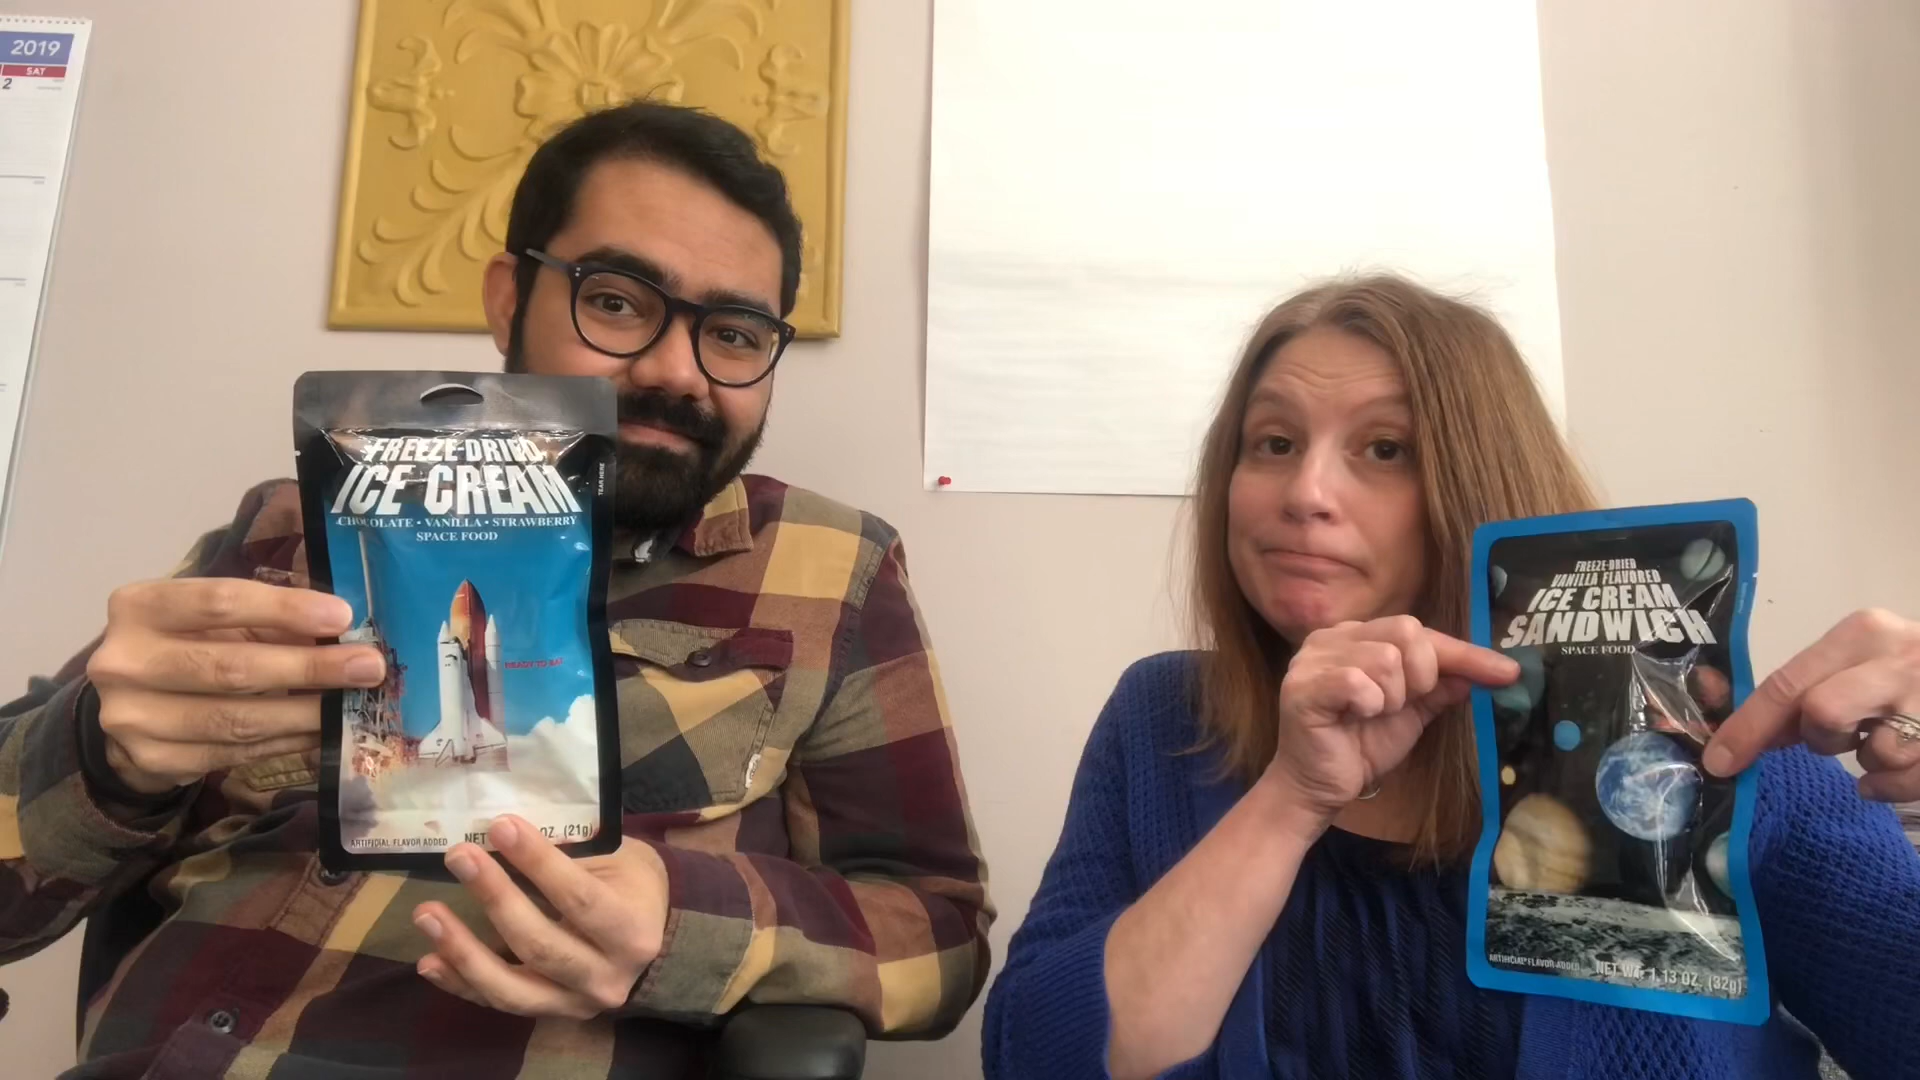 2019
SAT
2
FREEZE-DRIED
ICE CREAM
CHOCOLATE • VANILLA • STRAWBERRY
SPACE FOOD
TEAR HERE
READY TO EAT
ARTIFICIAL FLAVOR ADDED
NET OZ. (21g)
FREEZE-DRIED
VANILLA FLAVORED
ICE CREAM
SANDWICH
SPACE FOOD
ARTIFICIAL FLAVOR ADDED
NET WT. 1.13 OZ. (32g)